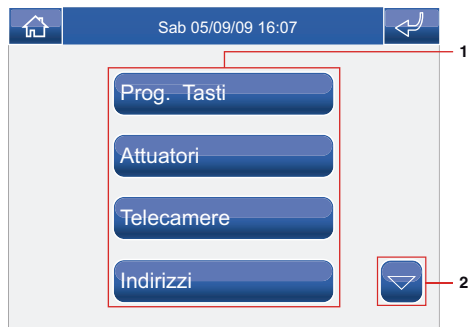 Sab 05/09/09 16:07
1
Prog. Tasti
Attuatori
Telecamere
Indirizzi
2